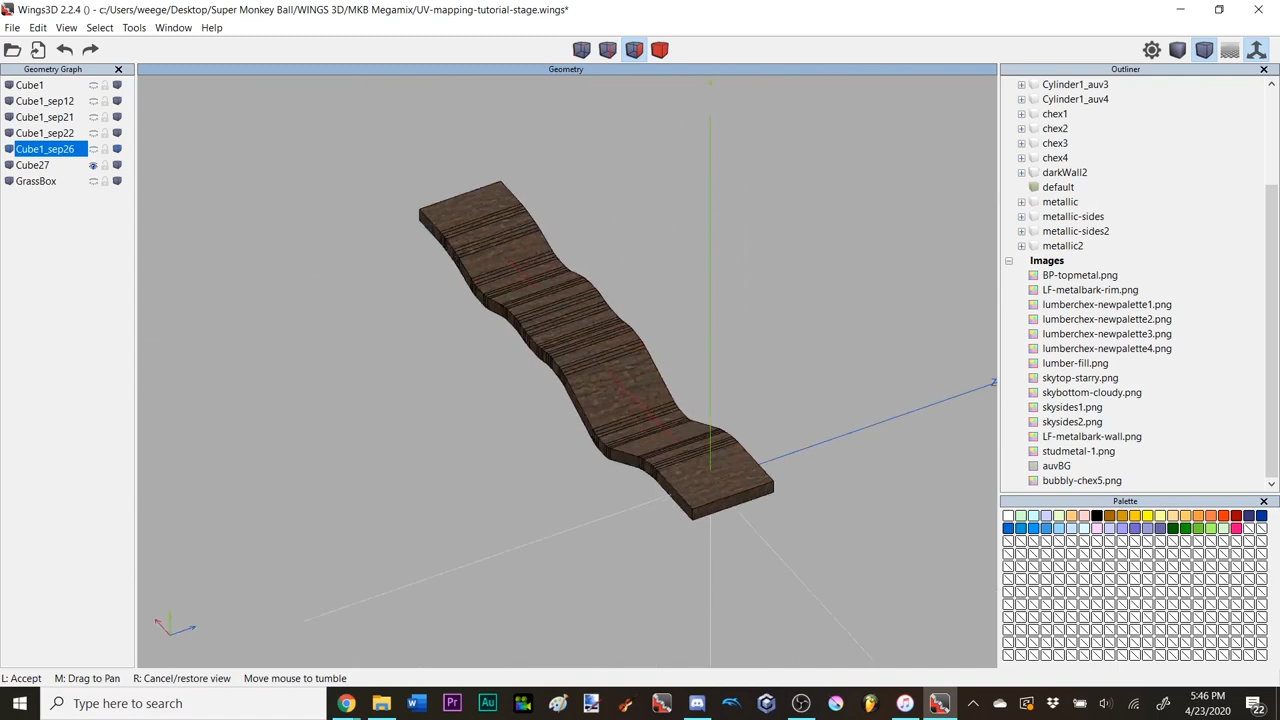 Wings3D 2.2.4 () - c:/Users/weege/Desktop/Super Monkey Ball/WINGS 3D/MKB Megamix/UV-mapping-tutorial-stage.wings*
File Edit View Select Tools Window Help
Geometry Graph
Geometry
Outliner
Cube1
Cube1_sep12
Cube1_sep21
Cube1_sep22
Cube1_sep26
Cube27
GrassBox
Cylinder1_auv3
Cylinder1_auv4
chex1
chex2
chex3
chex4
darkWall2
default
metallic
metallic-sides
metallic-sides2
metallic2
Images
BP-topmetal.png
LF-metalbark-rim.png
lumberchex-newpalette1.png
lumberchex-newpalette2.png
lumberchex-newpalette3.png
lumberchex-newpalette4.png
lumber-fill.png
skytop-starry.png
skybottom-cloudy.png
skysides1.png
skysides2.png
LF-metalbark-wall.png
studmetal-1.png
auvBG
bubbly-chex5.png
Palette
Z
L: Accept M: Drag to Pan R: Cancel/restore view Move mouse to tumble
Type here to search
W
Pr
Au
5:46 PM
4/23/2020
22